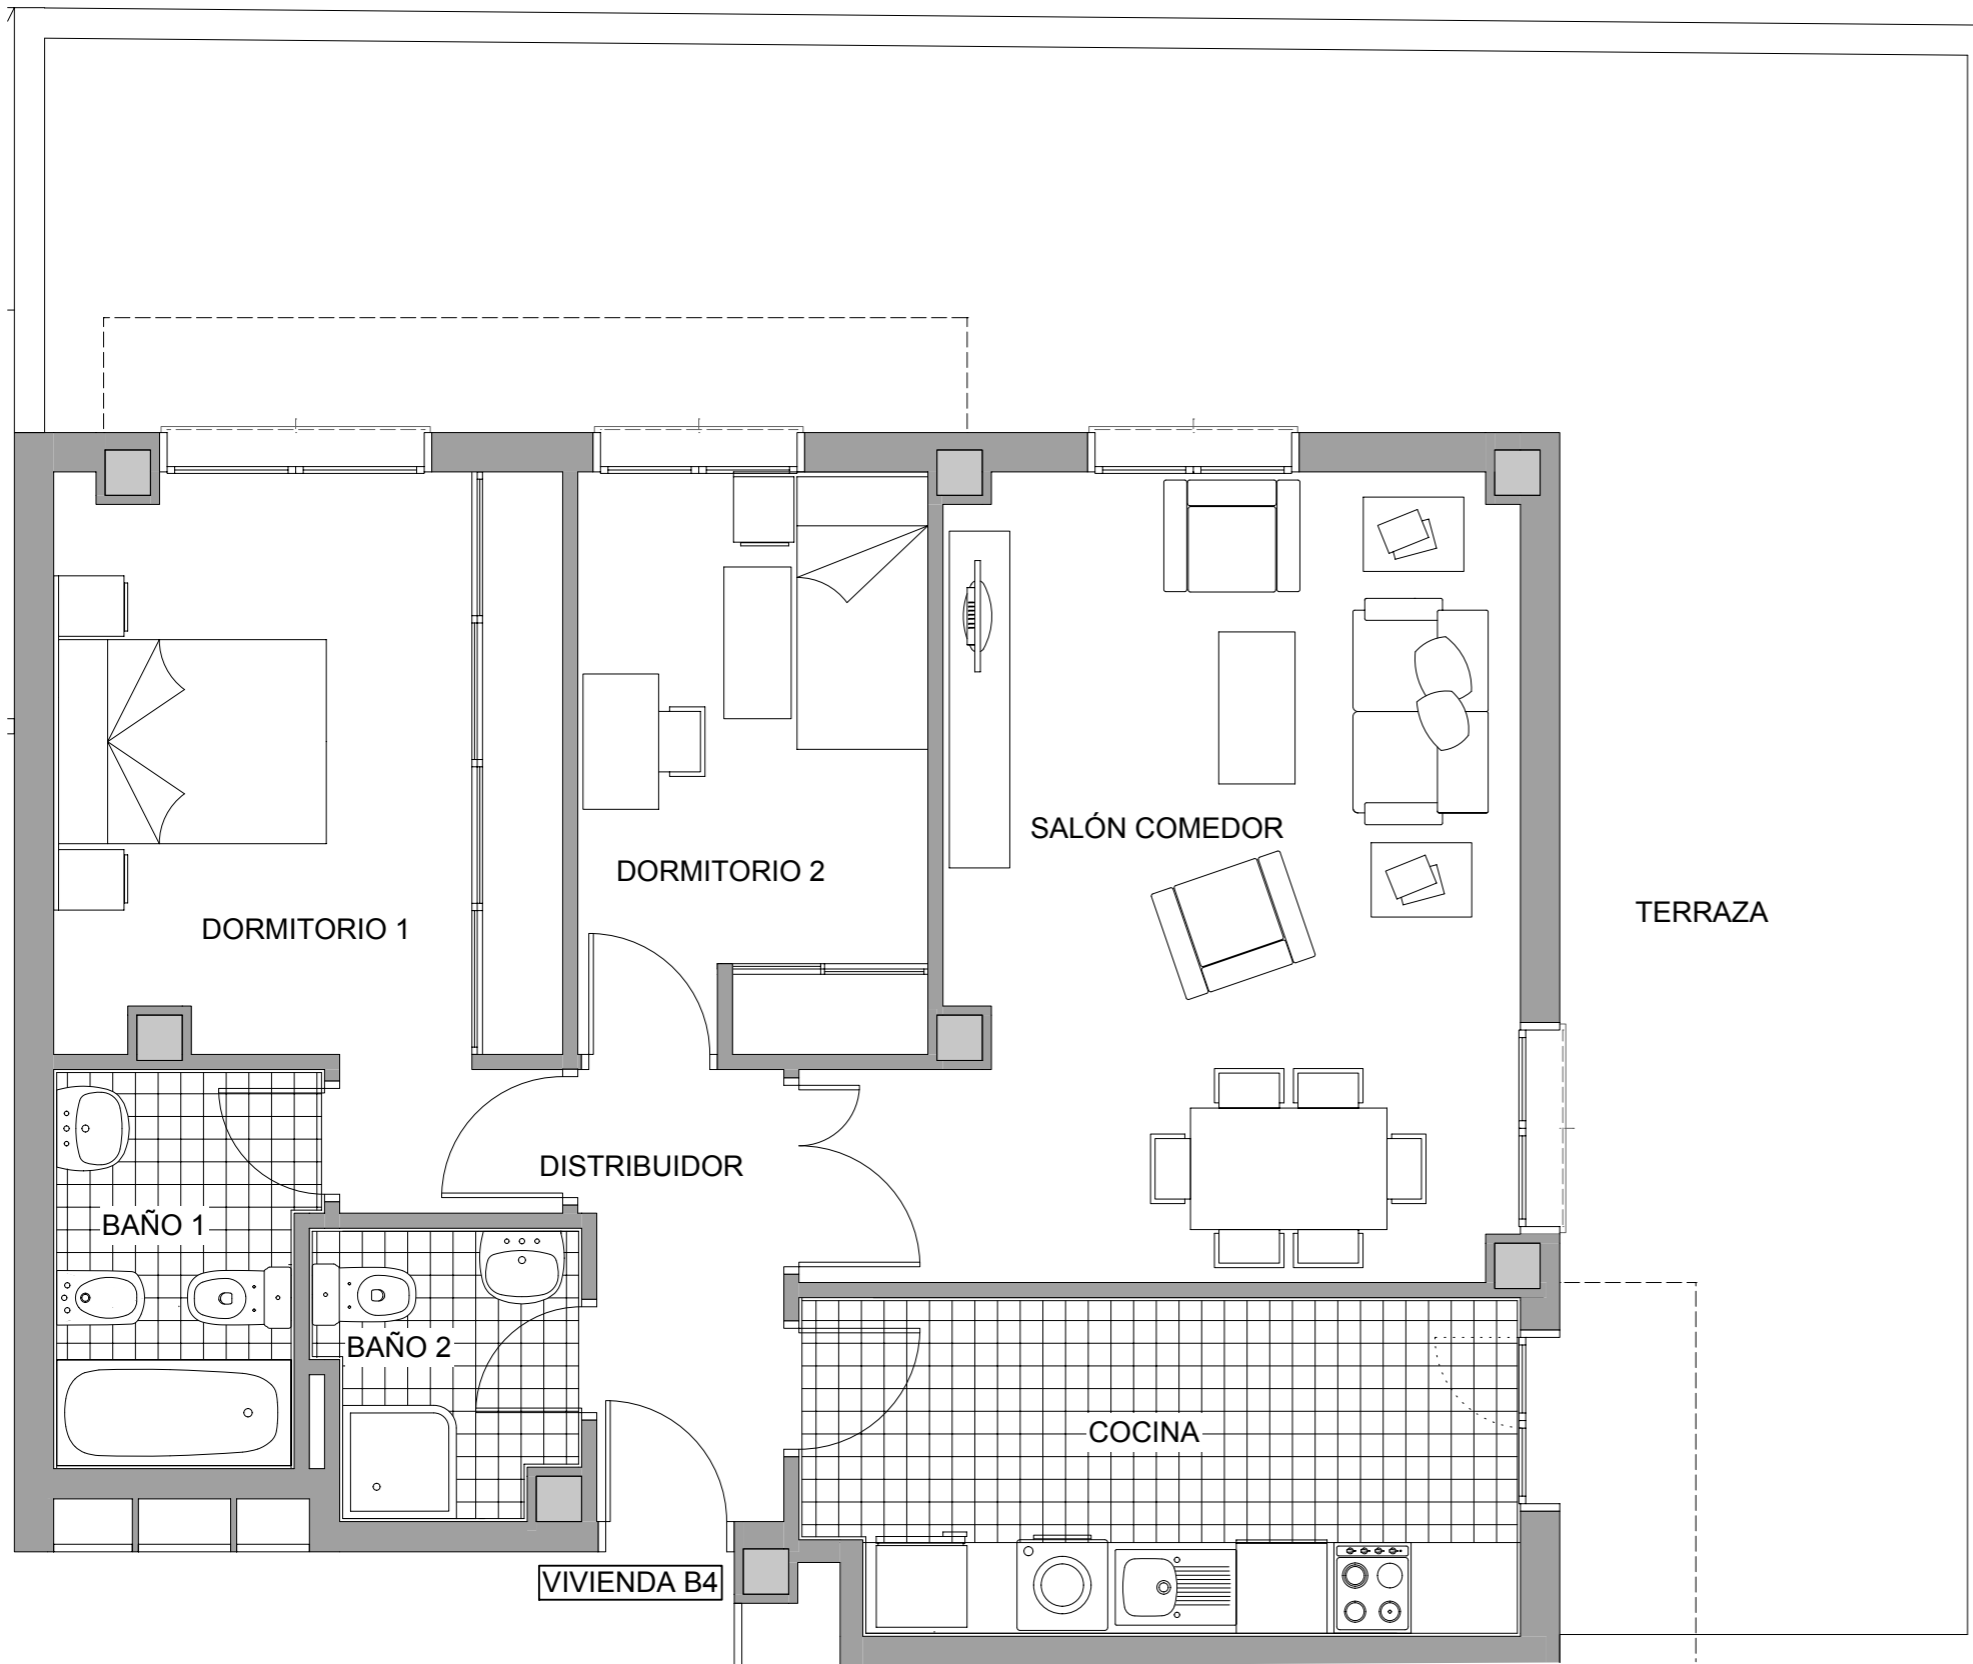 SALÓN COMEDOR
DORMITORIO 2
TERRAZA
DORMITORIO 1
DISTRIBUIDOR
BAÑO 1
BAÑO 2
COCINA
VIVIENDA B4